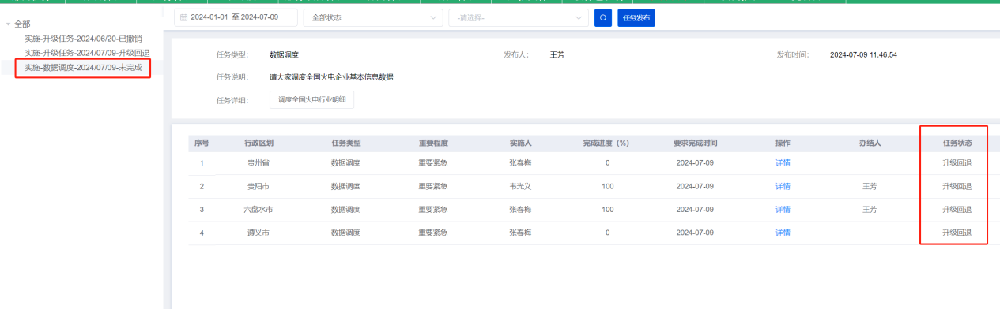 2024-01-01 至 2024-07-09 全部状态 -请选择- 任务发布
全部
实施-升级任务-2024/06/20-已撤销
实施-升级任务-2024/07/09-升级回退
实施-数据调度-2024/07/09-未完成
任务类型: 数据调度 发布人: 王芳 发布时间: 2024-07-09 11:46:54
任务说明: 请大家调度全国火电企业基本信息数据
任务详细: 调度全国火电行业明细
序号 行政区划 任务类型 重要程度 实施人 完成进度（%） 要求完成时间 操作 办结人 任务状态
1 贵州省 数据调度 重要紧急 张春梅 0 2024-07-09 详情 升级回退
2 贵阳市 数据调度 重要紧急 韦光义 100 2024-07-09 详情 王芳 升级回退
3 六盘水市 数据调度 重要紧急 张春梅 100 2024-07-09 详情 王芳 升级回退
4 遵义市 数据调度 重要紧急 张春梅 0 2024-07-09 详情 升级回退